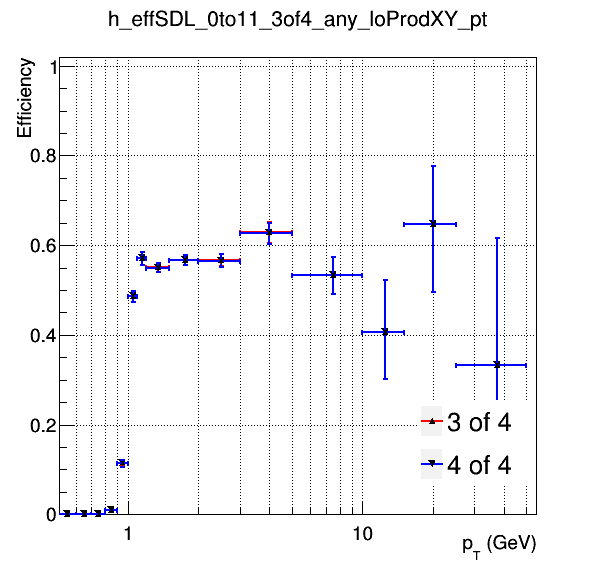 h_effSDL_0to11_3of4_any_loProdXY_pt
Efficiency
1
0.8
0.6
0.4
0.2
0
3 of 4
4 of 4
1
10
p_T (GeV)